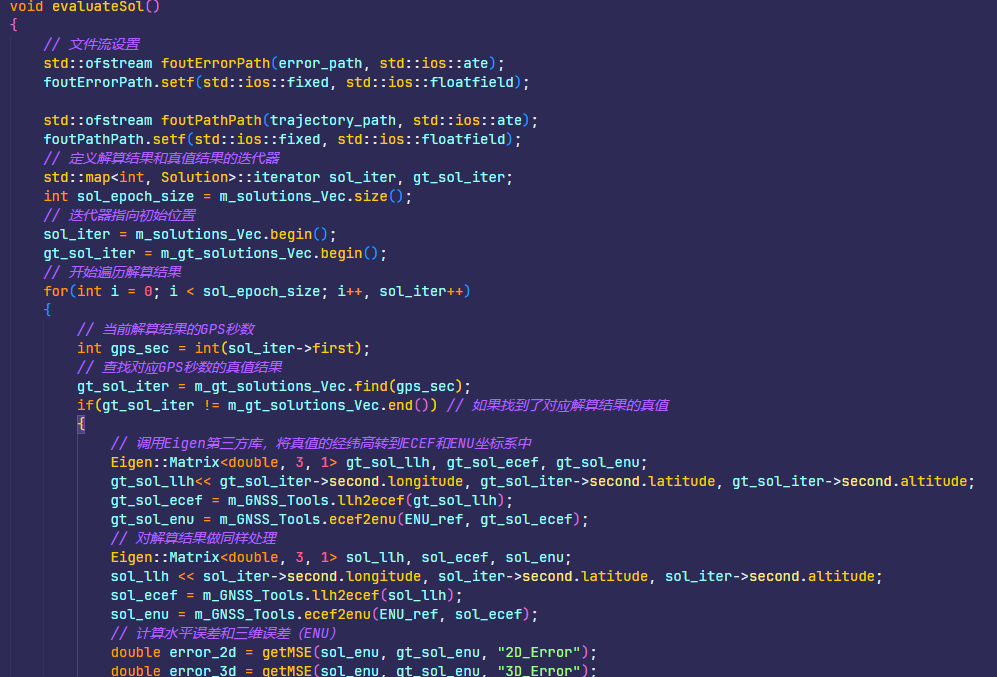 void evaluateSol()
{
    // 文件流设置
    std::ofstream foutErrorPath(error_path, std::ios::ate);
    foutErrorPath.setf(std::ios::fixed, std::ios::floatfield);

    std::ofstream foutPathPath(trajectory_path, std::ios::ate);
    foutPathPath.setf(std::ios::fixed, std::ios::floatfield);
    // 定义解算结果和真值结果的迭代器
    std::map<int, Solution>::iterator sol_iter, gt_sol_iter;
    int sol_epoch_size = m_solutions_Vec.size();
    // 迭代器指向初始位置
    sol_iter = m_solutions_Vec.begin();
    gt_sol_iter = m_gt_solutions_Vec.begin();
    // 开始遍历解算结果
    for(int i = 0; i < sol_epoch_size; i++, sol_iter++)
    {
        // 当前解算结果的GPS秒数
        int gps_sec = int(sol_iter->first);
        // 查找对应GPS秒数的真值结果
        gt_sol_iter = m_gt_solutions_Vec.find(gps_sec);
        if(gt_sol_iter != m_gt_solutions_Vec.end()) // 如果找到了对应解算结果的真值
        {
            // 调用Eigen第三方库，将真值的经纬高转到ECEF和ENU坐标系中
            Eigen::Matrix<double, 3, 1> gt_sol_llh, gt_sol_ecef, gt_sol_enu;
            gt_sol_llh<< gt_sol_iter->second.longitude, gt_sol_iter->second.latitude, gt_sol_iter->second.altitude;
            gt_sol_ecef = m_GNSS_Tools.llh2ecef(gt_sol_llh);
            gt_sol_enu = m_GNSS_Tools.ecef2enu(ENU_ref, gt_sol_ecef);
            // 对解算结果做同样处理
            Eigen::Matrix<double, 3, 1> sol_llh, sol_ecef, sol_enu;
            sol_llh << sol_iter->second.longitude, sol_iter->second.latitude, sol_iter->second.altitude;
            sol_ecef = m_GNSS_Tools.llh2ecef(sol_llh);
            sol_enu = m_GNSS_Tools.ecef2enu(ENU_ref, sol_ecef);
            // 计算水平误差和三维误差（ENU）
            double error_2d = getMSE(sol_enu, gt_sol_enu, "2D_Error");
            double error_3d = getMSE(sol_enu, gt_sol_enu, "3D_Error");